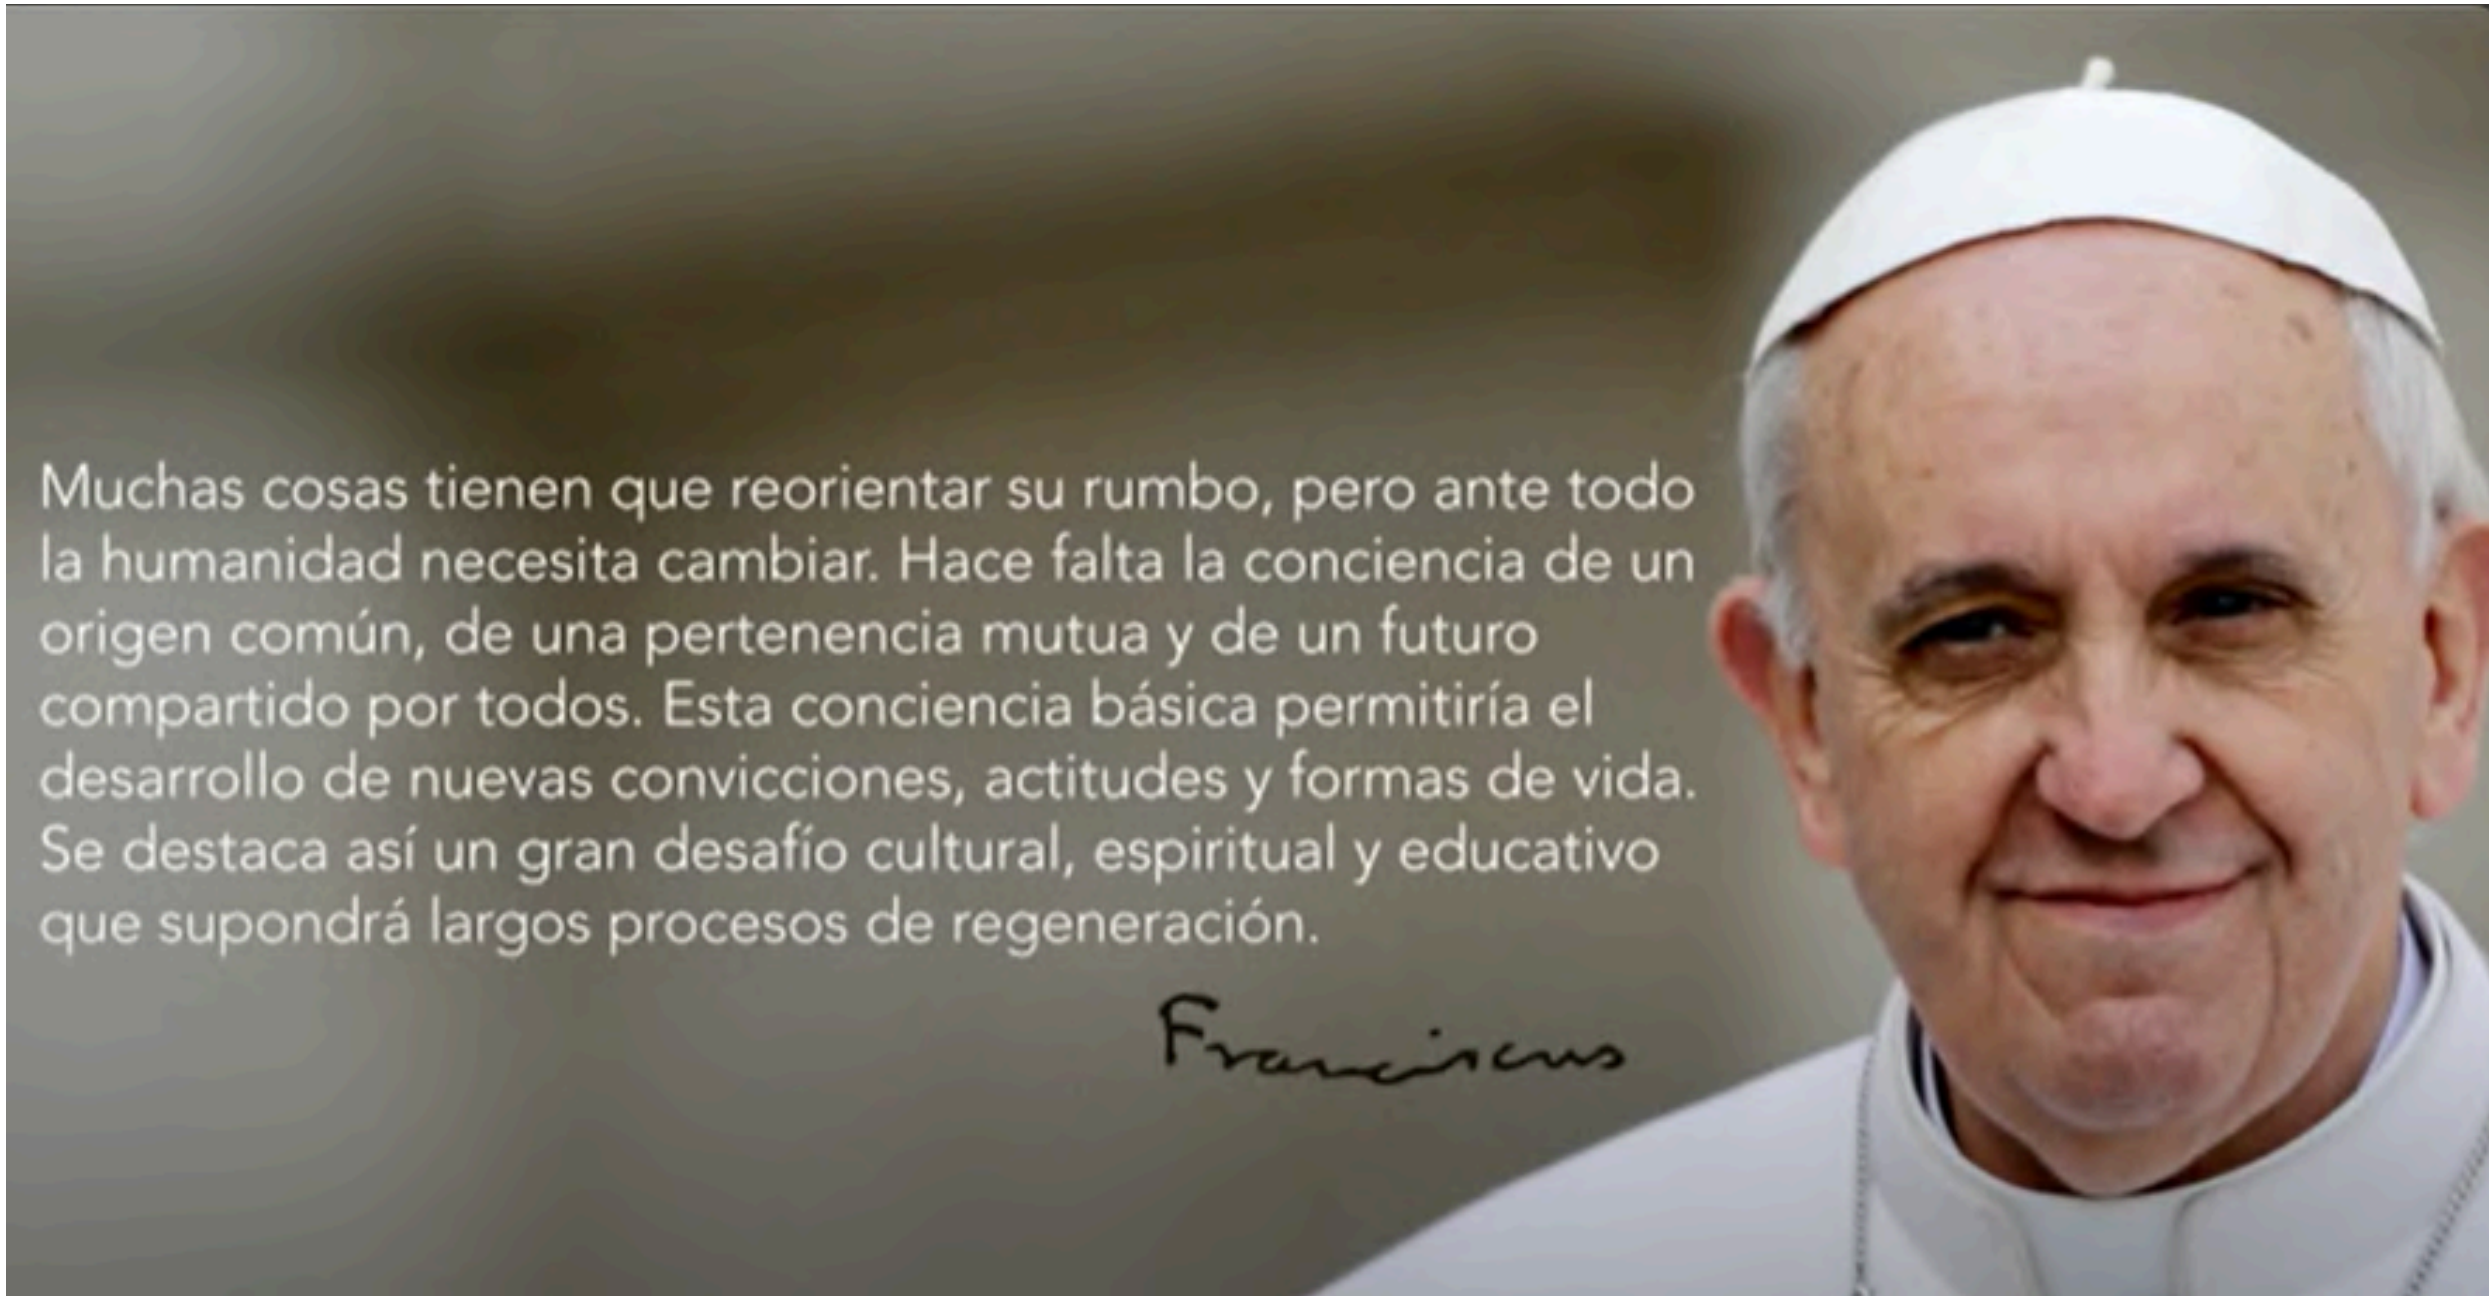 Muchas cosas tienen que reorientar su rumbo, pero ante todo
la humanidad necesita cambiar. Hace falta la conciencia de un
origen común, de una pertenencia mutua y de un futuro
compartido por todos. Esta conciencia básica permitiría el
desarrollo de nuevas convicciones, actitudes y formas de vida.
Se destaca así un gran desafío cultural, espiritual y educativo
que supondrá largos procesos de regeneración.
Franciscus